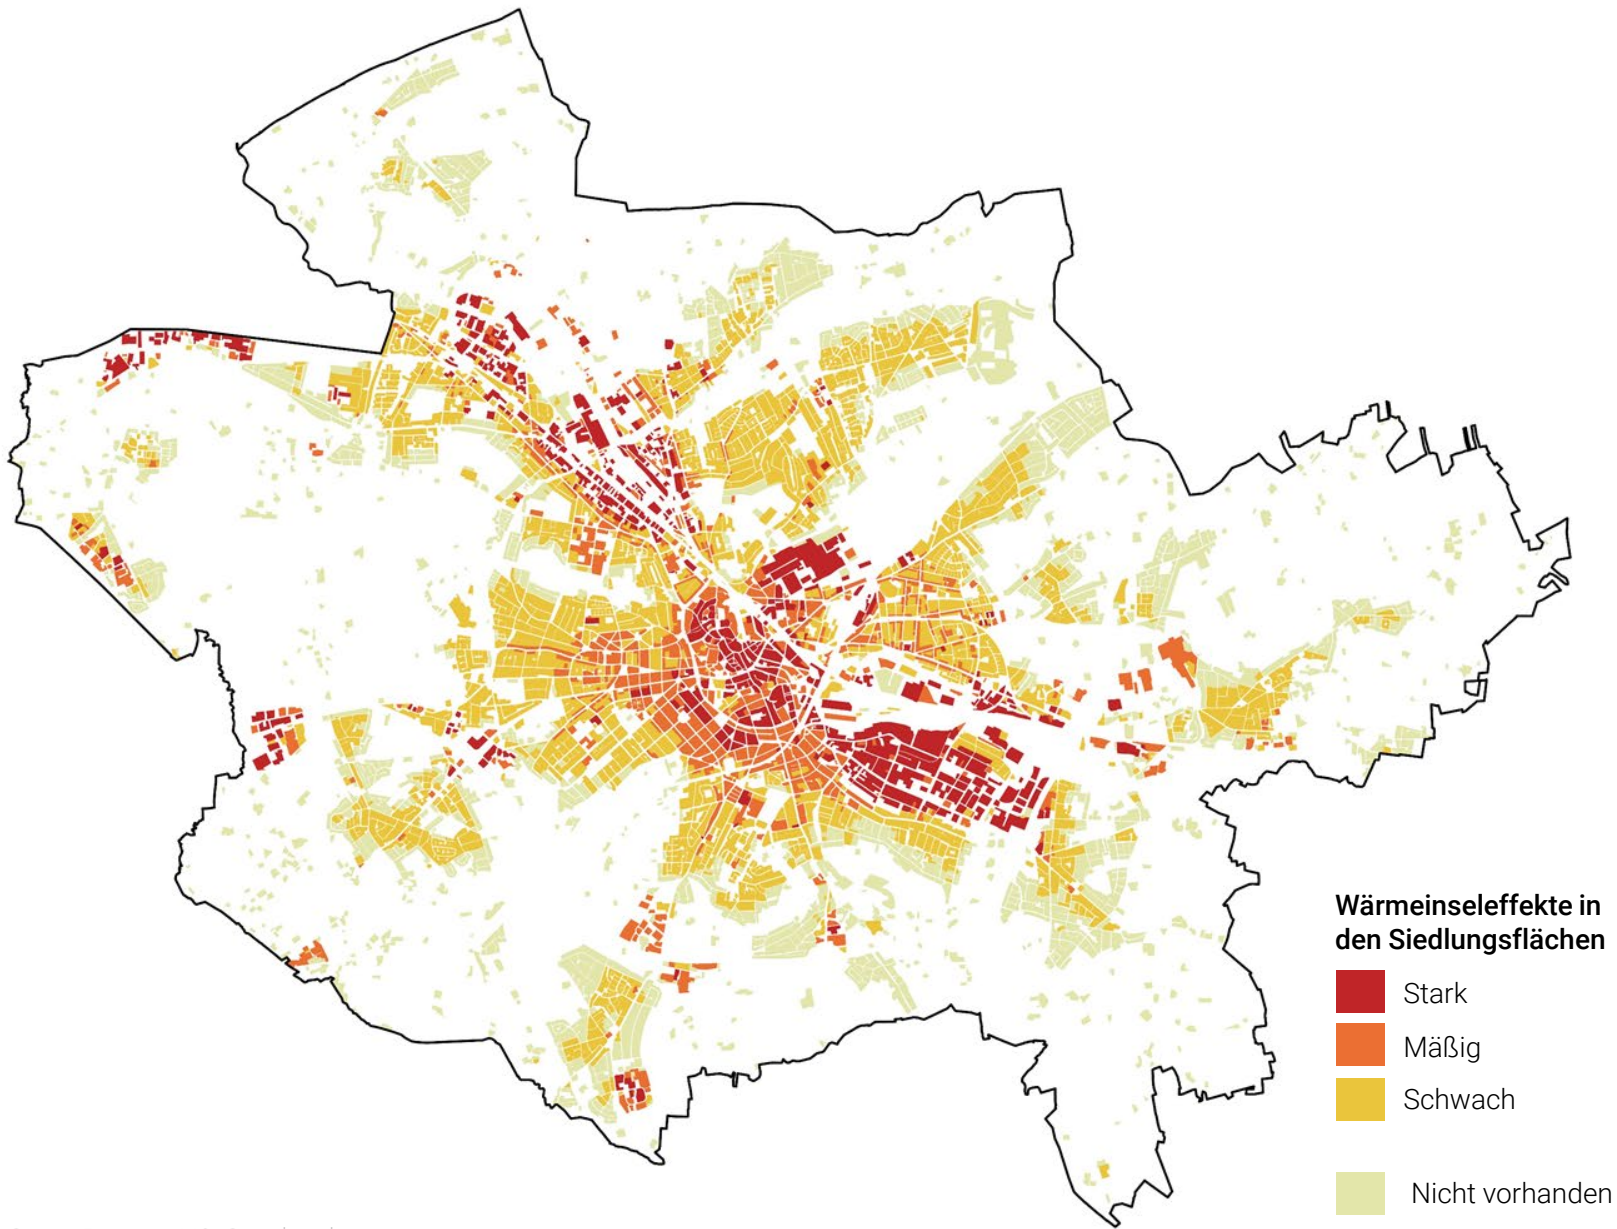 Wärmeinseleffekte in
den Siedlungsflächen
Stark
Mäßig
Schwach
Nicht vorhanden